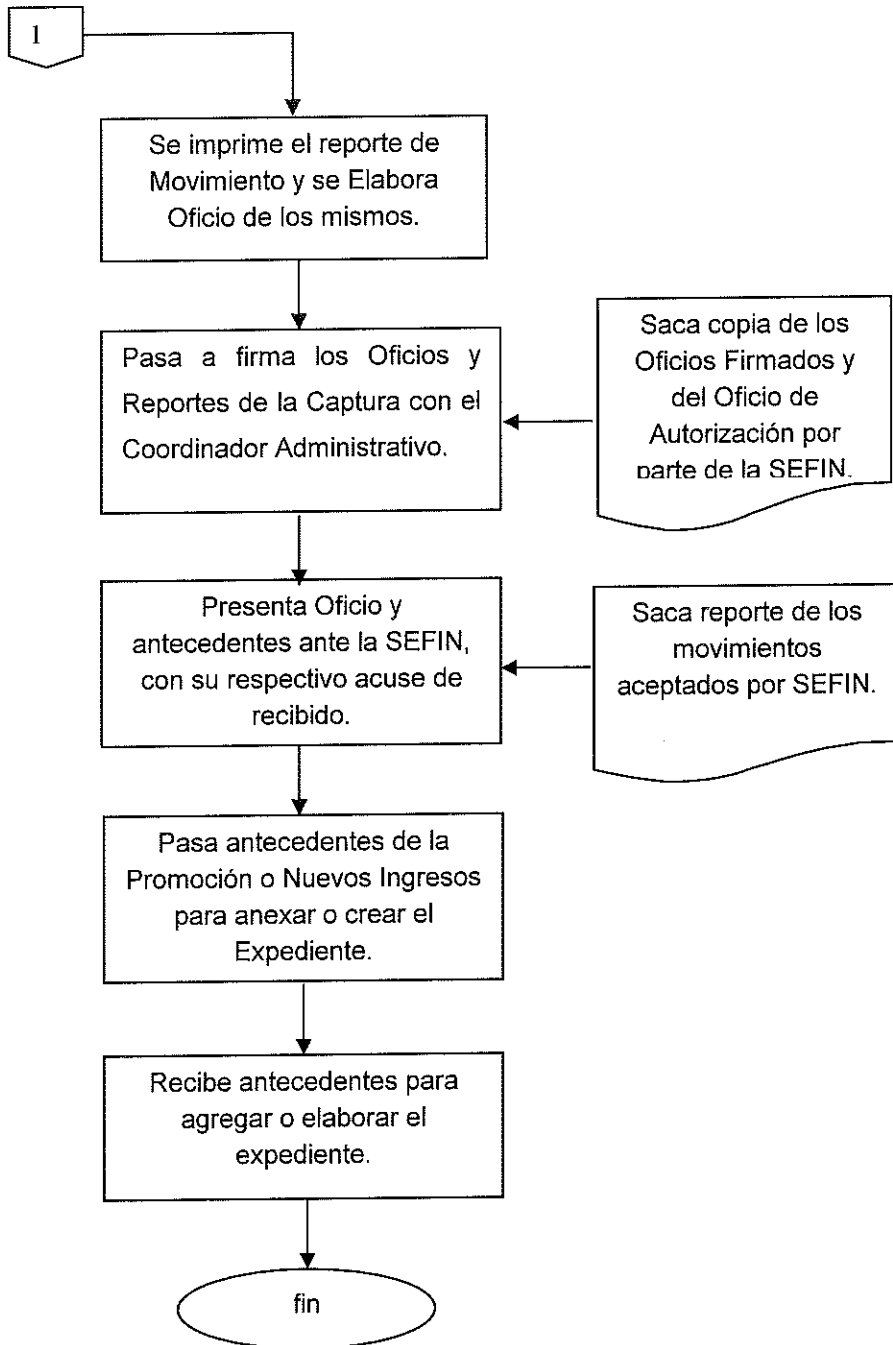 1
Se imprime el reporte de
Movimiento y se Elabora
Oficio de los mismos.
Pasa a firma los Oficios y
Reportes de la Captura con el
Coordinador Administrativo.
Saca copia de los
Oficios Firmados y
del Oficio de
Autorización por
parte de la SEFIN.
Presenta Oficio y
antecedentes ante la SEFIN,
con su respectivo acuse de
recibido.
Saca reporte de los
movimientos
aceptados por SEFIN.
Pasa antecedentes de la
Promoción o Nuevos Ingresos
para anexar o crear el
Expediente.
Recibe antecedentes para
agregar o elaborar el
expediente.
fin